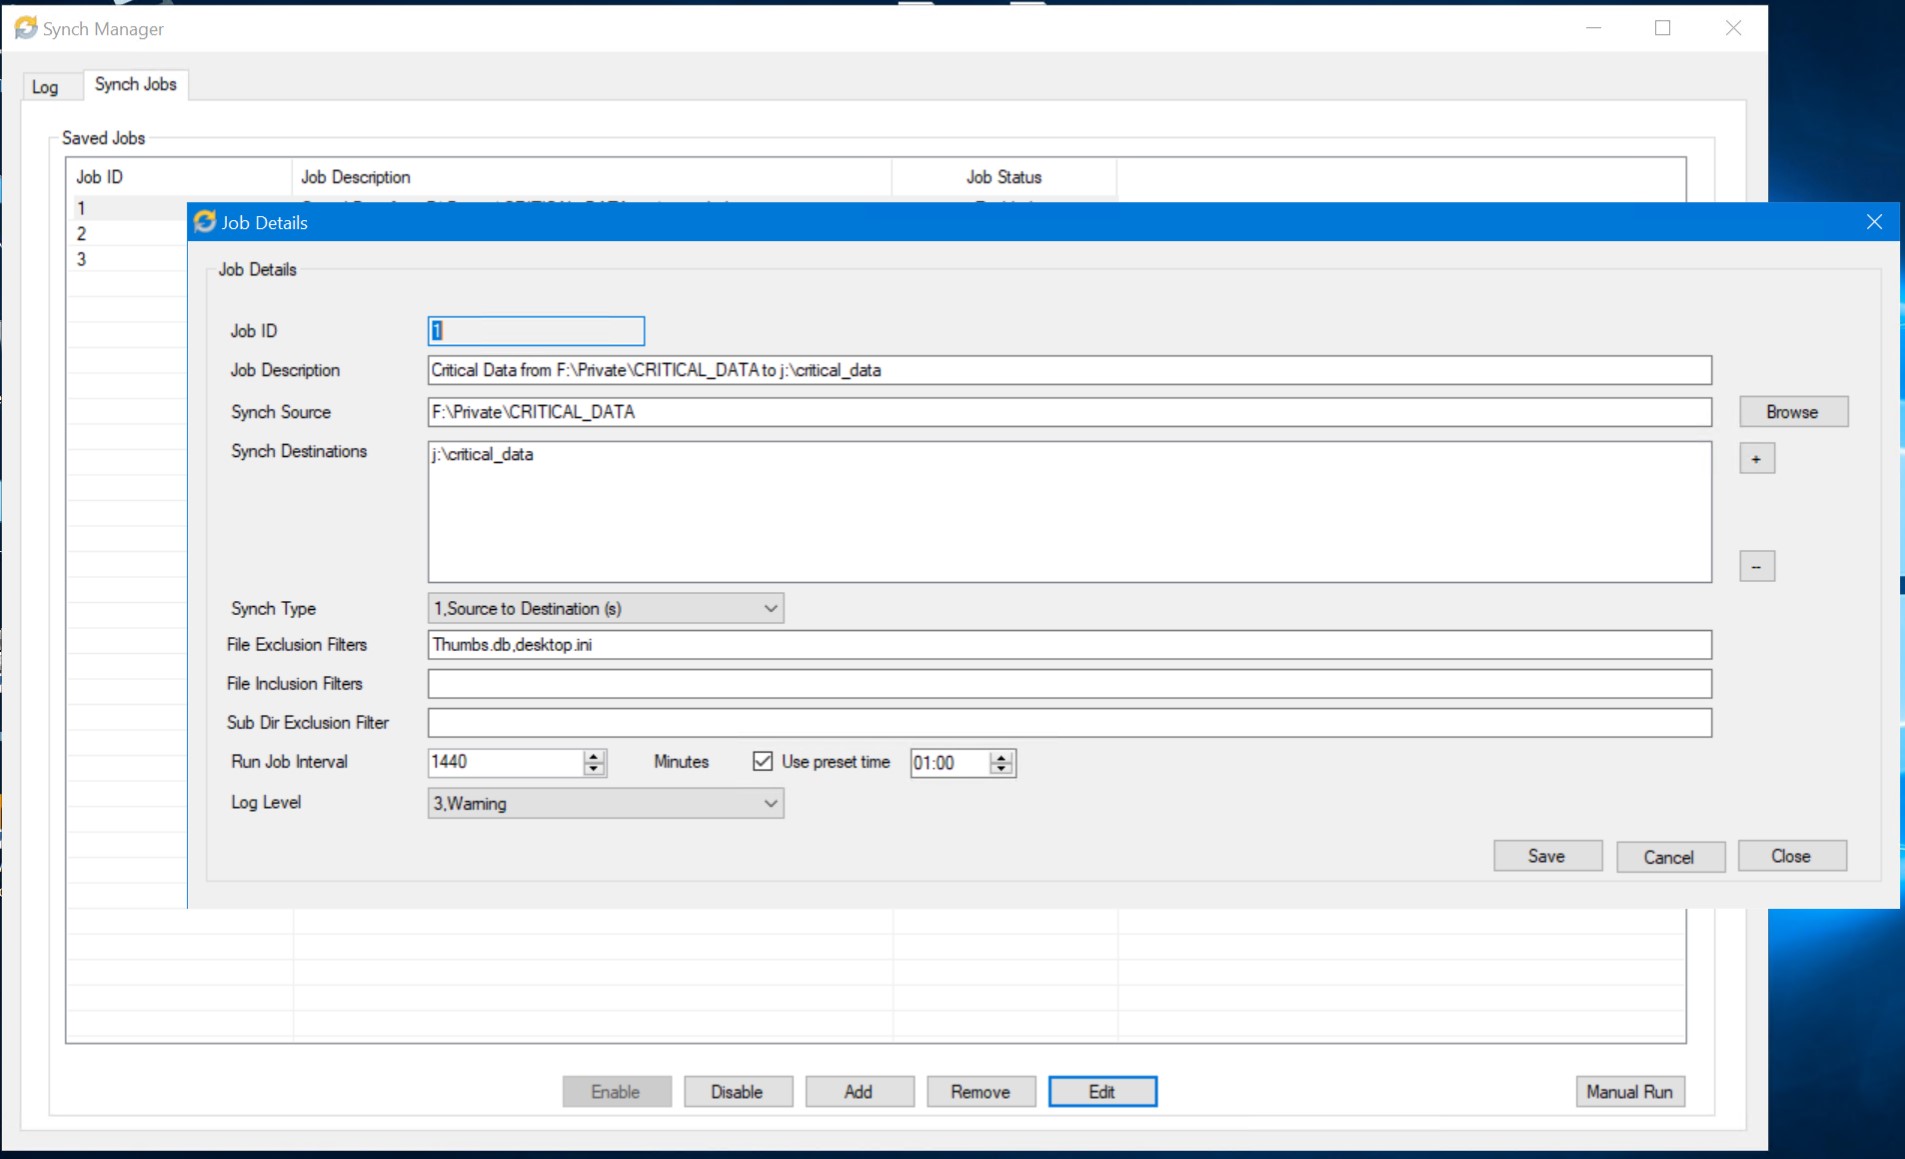 Synch Manager
Log
Synch Jobs
Saved Jobs
Job ID
Job Description
Job Status
1
2
3
Job Details
Job Details
Job ID
1
Job Description
Critical Data from F:\Private\CRITICAL_DATA to j:\critical_data
Synch Source
F:\Private\CRITICAL_DATA
Browse
Synch Destinations
j:\critical_data
+
--
Synch Type
1,Source to Destination (s)
File Exclusion Filters
Thumbs.db,desktop.ini
File Inclusion Filters
Sub Dir Exclusion Filter
Run Job Interval
1440
Minutes
Use preset time
01:00
Log Level
3,Warning
Save
Cancel
Close
Enable
Disable
Add
Remove
Edit
Manual Run